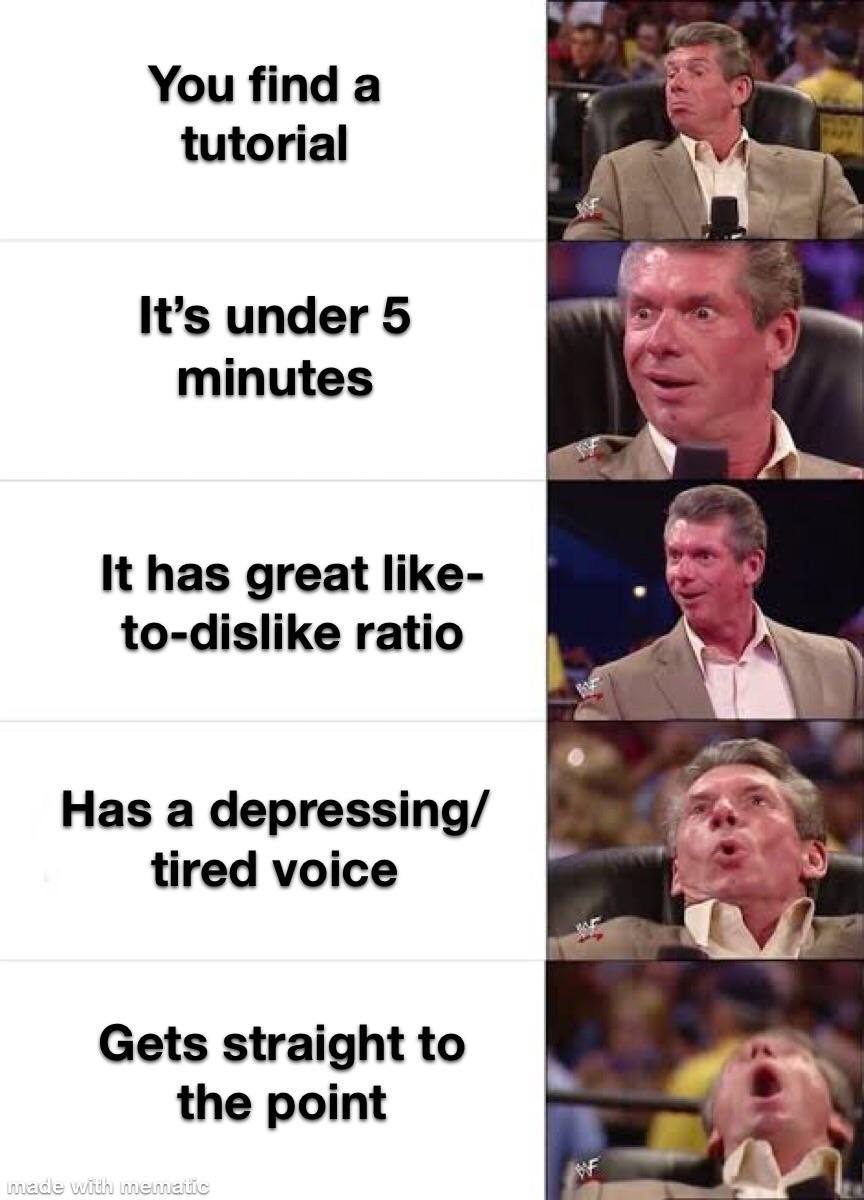 You find a
tutorial
It’s under 5
minutes
It has great like-
to-dislike ratio
Has a depressing/
tired voice
Gets straight to
the point
made with mematic